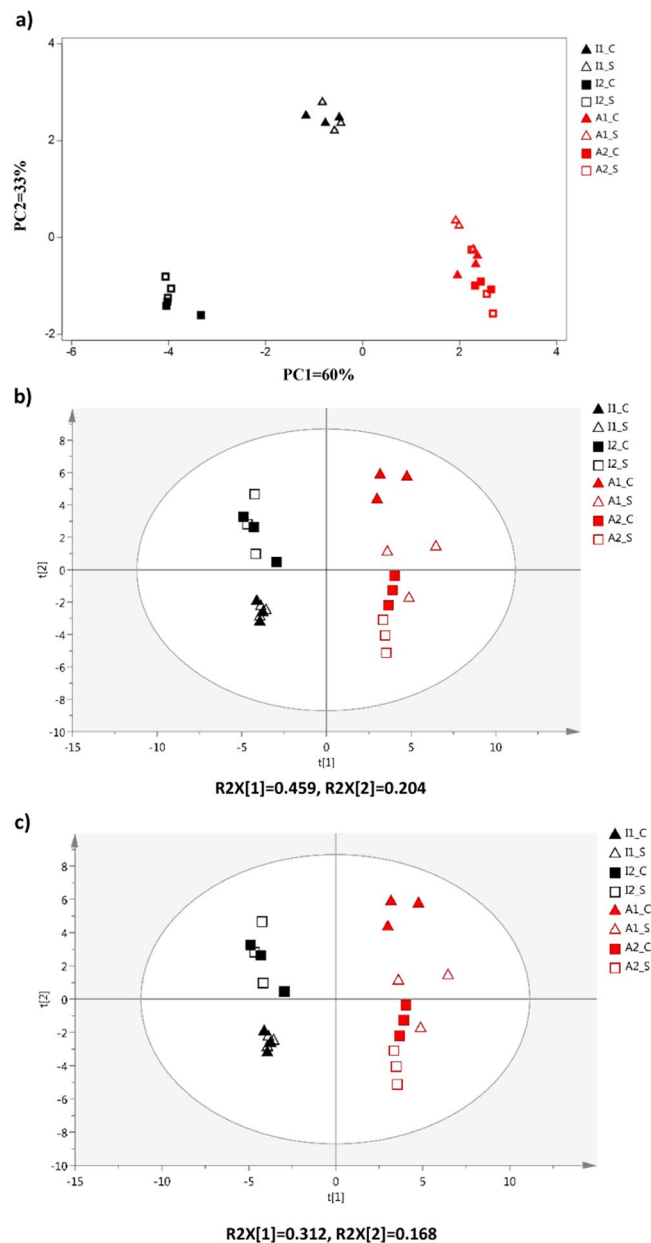 a)
4
2
0
-2
-6
-4
-2
0
2
4
PC2=33%
PC1=60%
I1_C
I1_S
I2_C
I2_S
A1_C
A1_S
A2_C
A2_S
b)
8
6
4
2
0
-2
-4
-6
-8
-10
-15
-10
-5
0
5
10
t[2]
t[1]
I1_C
I1_S
I2_C
I2_S
A1_C
A1_S
A2_C
A2_S
R2X[1]=0.459, R2X[2]=0.204
c)
8
6
4
2
0
-2
-4
-6
-8
-10
-15
-10
-5
0
5
10
t[2]
t[1]
I1_C
I1_S
I2_C
I2_S
A1_C
A1_S
A2_C
A2_S
R2X[1]=0.312, R2X[2]=0.168